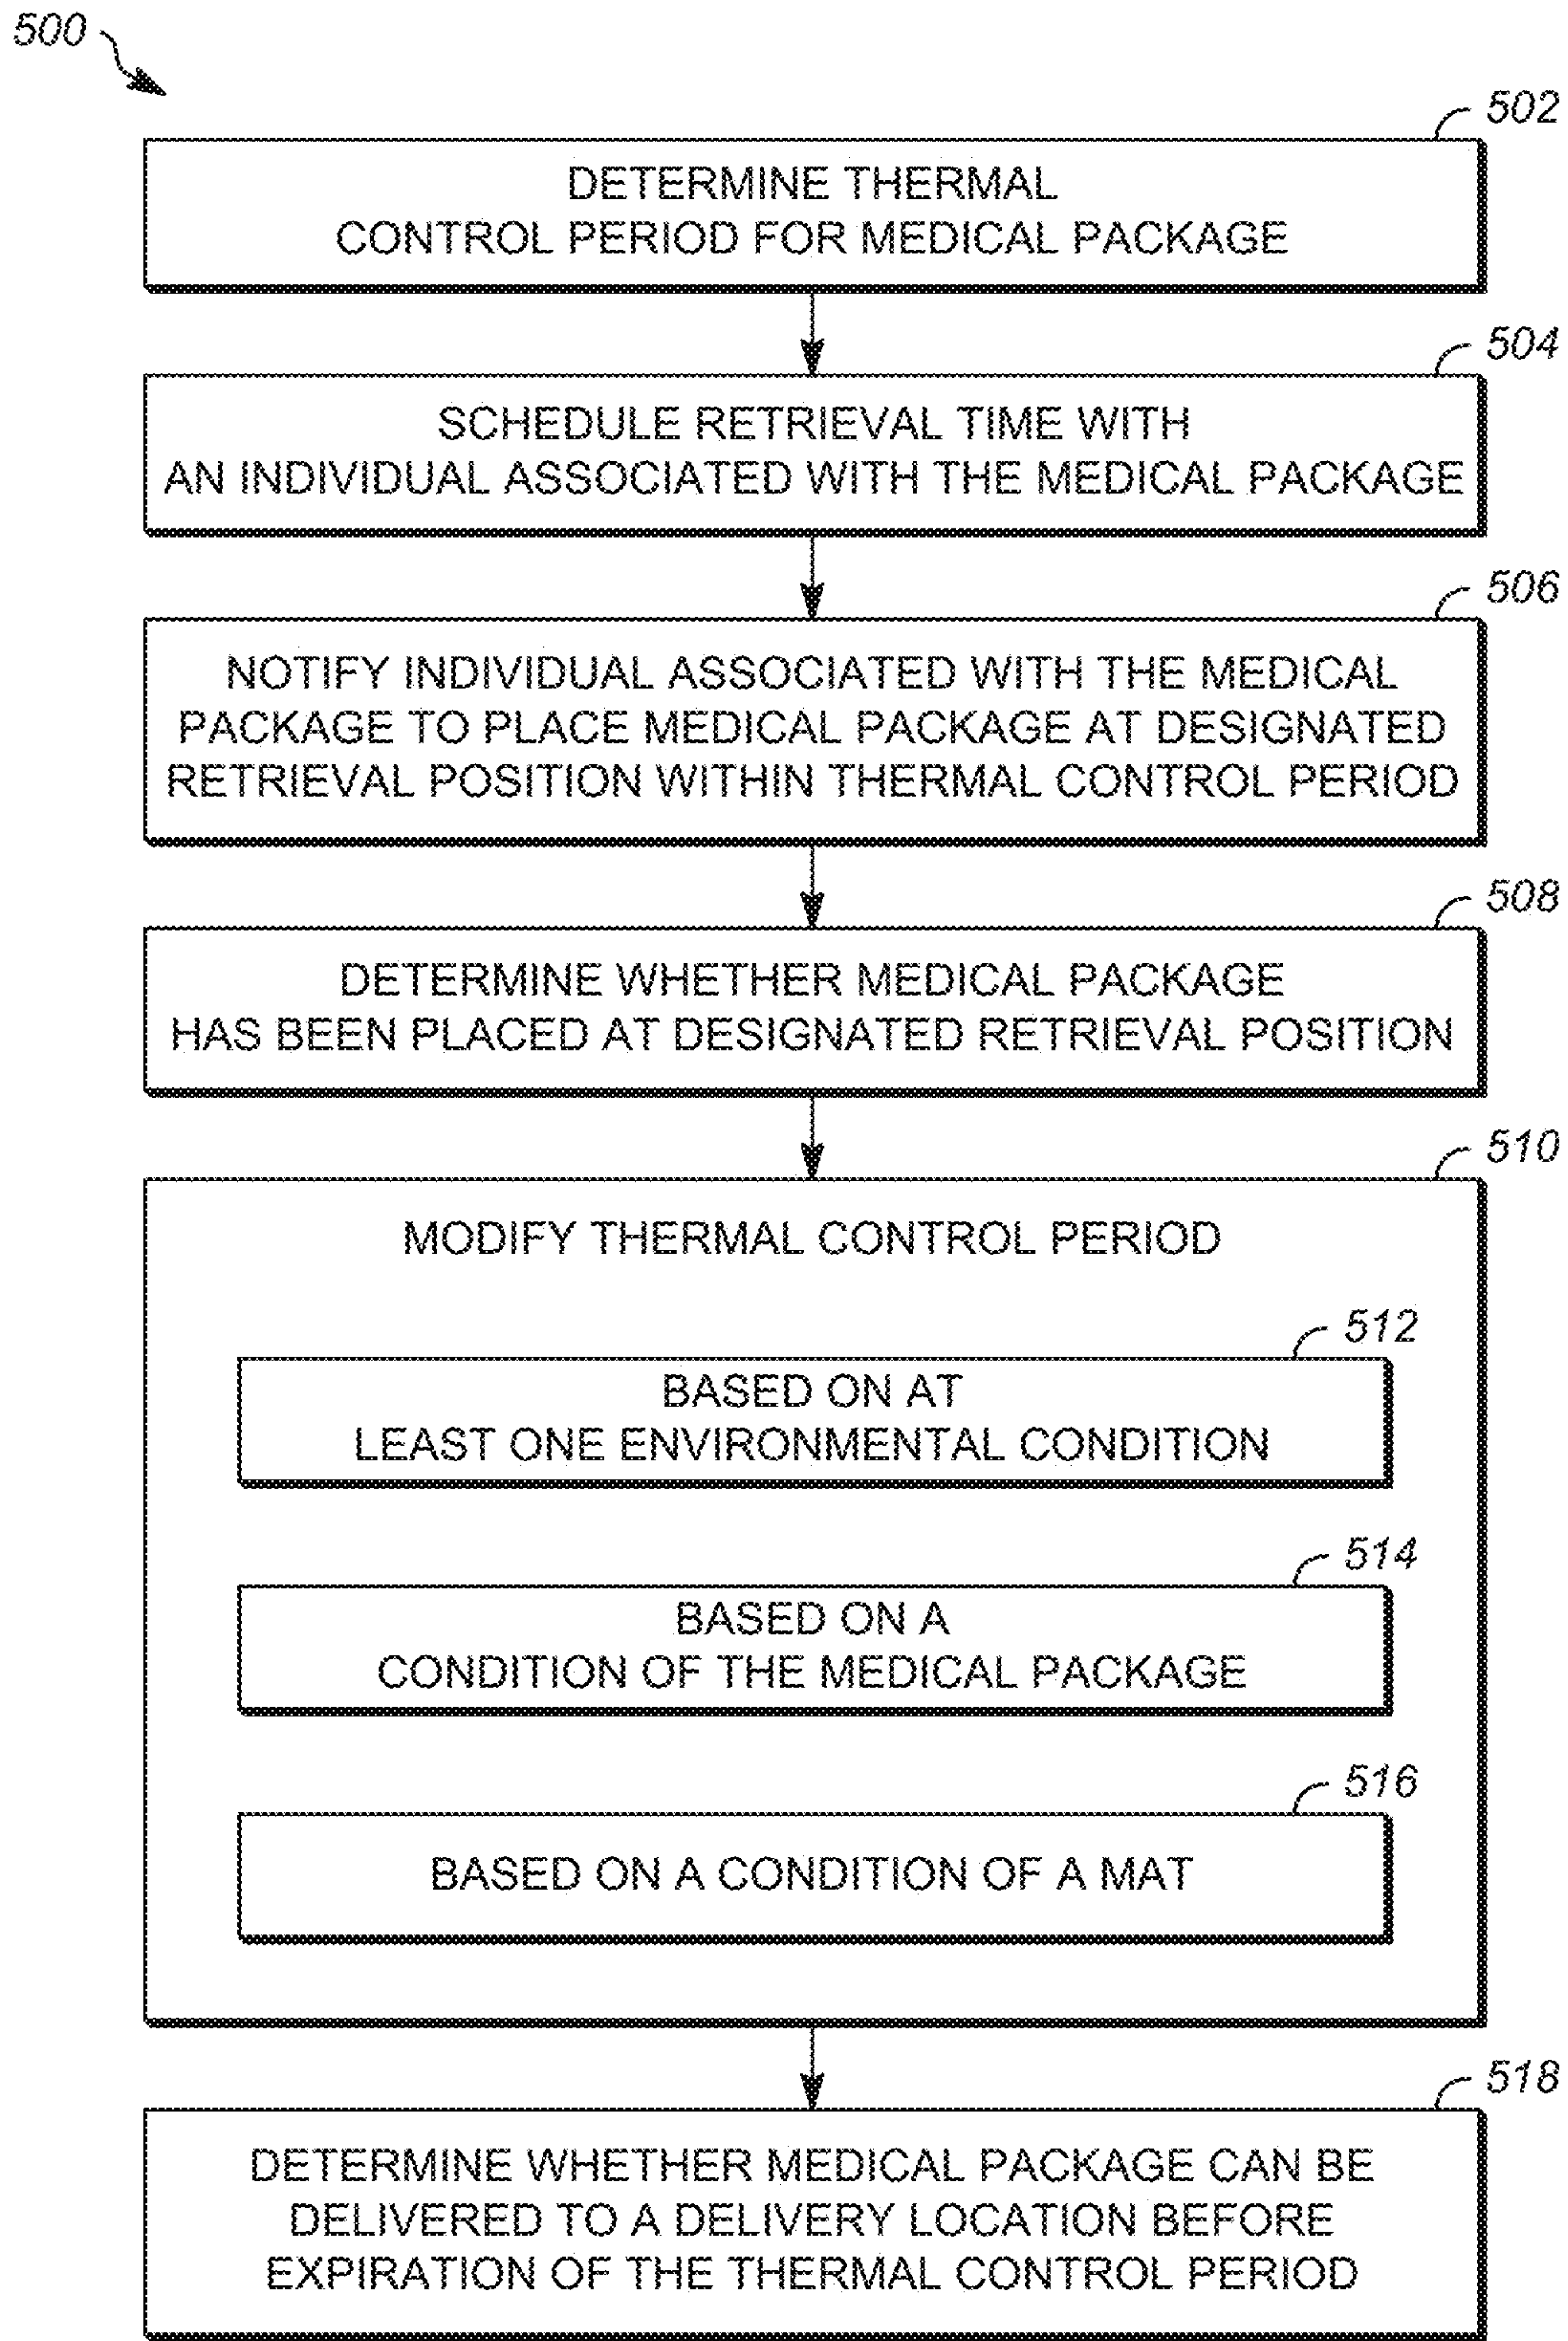 500
502
DETERMINE THERMAL
CONTROL PERIOD FOR MEDICAL PACKAGE
504
SCHEDULE RETRIEVAL TIME WITH
AN INDIVIDUAL ASSOCIATED WITH THE MEDICAL PACKAGE
506
NOTIFY INDIVIDUAL ASSOCIATED WITH THE MEDICAL
PACKAGE TO PLACE MEDICAL PACKAGE AT DESIGNATED
RETRIEVAL POSITION WITHIN THERMAL CONTROL PERIOD
508
DETERMINE WHETHER MEDICAL PACKAGE
HAS BEEN PLACED AT DESIGNATED RETRIEVAL POSITION
510
MODIFY THERMAL CONTROL PERIOD
512
BASED ON AT
LEAST ONE ENVIRONMENTAL CONDITION
514
BASED ON A
CONDITION OF THE MEDICAL PACKAGE
516
BASED ON A CONDITION OF A MAT
518
DETERMINE WHETHER MEDICAL PACKAGE CAN BE
DELIVERED TO A DELIVERY LOCATION BEFORE
EXPIRATION OF THE THERMAL CONTROL PERIOD